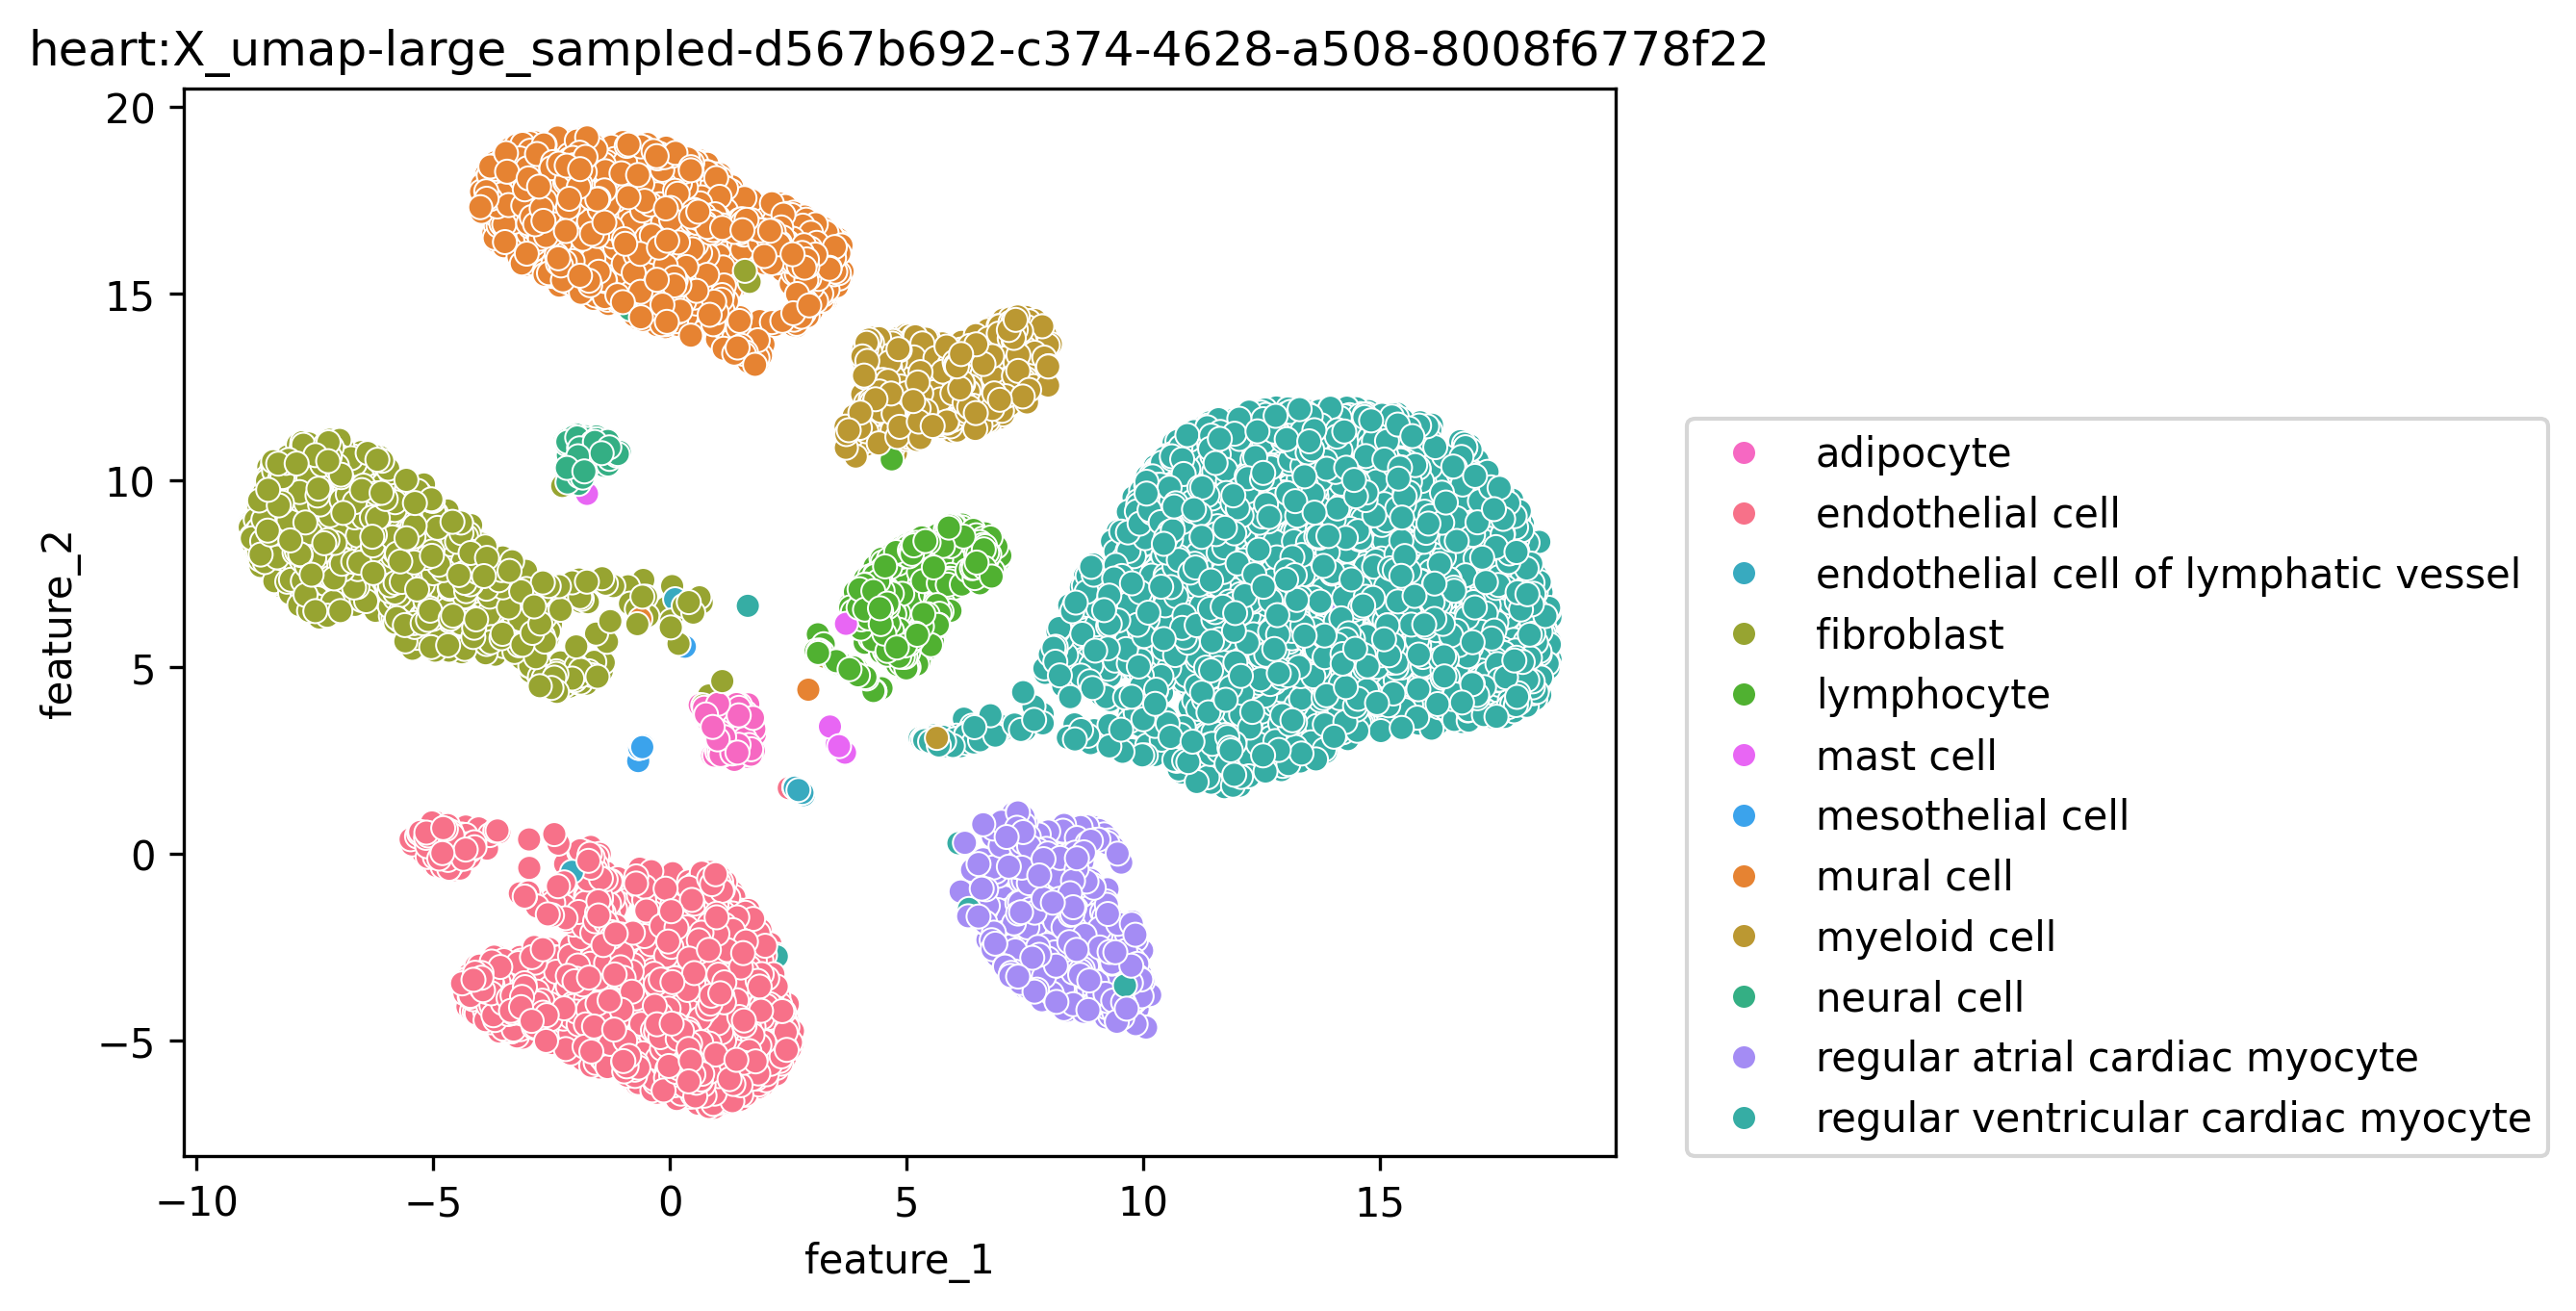 heart:X_umap-large_sampled-d567b692-c374-4628-a508-8008f6778f22
20
15
10
5
0
−5
feature_2
−10
−5
0
5
10
15
feature_1
adipocyte
endothelial cell
endothelial cell of lymphatic vessel
fibroblast
lymphocyte
mast cell
mesothelial cell
mural cell
myeloid cell
neural cell
regular atrial cardiac myocyte
regular ventricular cardiac myocyte